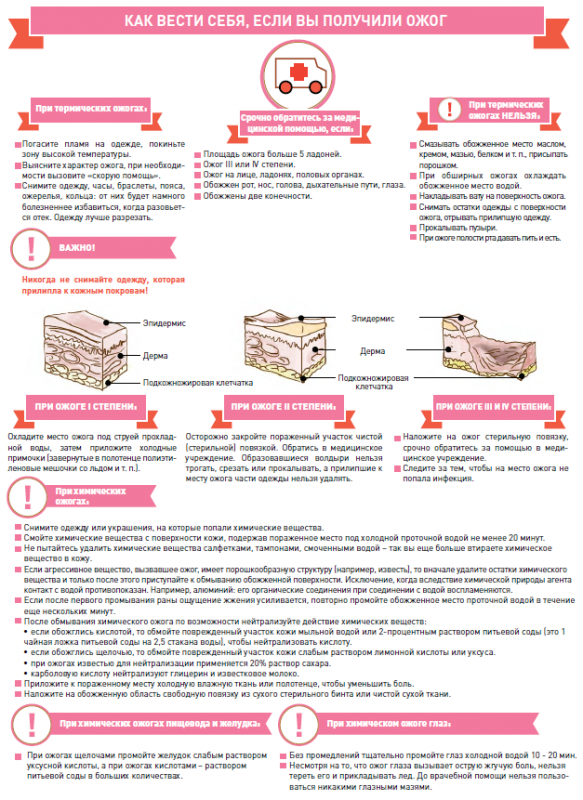 КАК ВЕСТИ СЕБЯ, ЕСЛИ ВЫ ПОЛУЧИЛИ ОЖОГ
При термических ожогах:
Погасите пламя на одежде, покиньте
зону высокой температуры.
Выясните характер ожога, при необходи-
мости вызовите «скорую помощь».
Снимите одежду, часы, браслеты, пояса,
ожерелья, кольца: от них будет намного
болезненнее избавиться, когда разовьет-
ся отек. Одежду лучше разрезать.
Срочно обратитесь за меди-
цинской помощью, если:
Площадь ожога больше 5 ладоней.
Ожог III или IV степени.
Ожог на лице, ладонях, половых органах.
Обожжен рот, нос, голова, дыхательные пути, глаза.
Обожжены две конечности.
При термических
ожогах НЕЛЬЗЯ:
Смазывать обожженное место маслом,
кремом, мазью, белком и т. п., присыпать
порошком.
При обширных ожогах охлаждать
обожженное место водой.
Накладывать вату на поверхность ожога.
Снимать остатки одежды с поверхности
ожога, отрывать прилипшую одежду.
Прокалывать пузыри.
При ожоге полости рта давать пить и есть.
ВАЖНО!
Никогда не снимайте одежду, которая
прилипла к кожным покровам!
Эпидермис
Дерма
Подкожножировая клетчатка
Эпидермис
Дерма
Подкожножировая клетчатка
ПРИ ОЖОГЕ I СТЕПЕНИ:
Охладите место ожога под струей прохлад-
ной воды, затем приложите холодные
примочки (завернутые в полотенце полиэти-
леновые мешочки со льдом и т. п.).
ПРИ ОЖОГЕ II СТЕПЕНИ:
Осторожно закройте пораженный участок чистой
(стерильной) повязкой. Обратись в медицинское
учреждение. Образовавшиеся волдыри нельзя
трогать, срезать или прокалывать, а прилипшие к
месту ожога части одежды нельзя удалять.
ПРИ ОЖОГЕ III И IV СТЕПЕНИ:
Наложите на ожог стерильную повязку,
срочно обратитесь за помощью в меди-
цинское учреждение.
Следите за тем, чтобы на место ожога не
попала инфекция.
При химических
ожогах:
Снимите одежду или украшения, на которые попали химические вещества.
Смойте химические вещества с поверхности кожи, подержав пораженное место под холодной проточной водой не менее 20 минут.
Не пытайтесь удалить химические вещества салфетками, тампонами, смоченными водой – так вы еще больше втираете химическое
вещество в кожу.
Если агрессивное вещество, вызвавшее ожог, имеет порошкообразную структуру (например, известь), то вначале удалите остатки химического
вещества и только после этого приступайте к обмыванию обожженной поверхности. Исключение, когда вследствие химической природы агента
контакт с водой противопоказан. Например, алюминий: его органические соединения при соединении с водой воспламеняются.
Если после первого промывания раны ощущение жжения усиливается, повторно промойте обожженное место проточной водой в течение
еще нескольких минут.
После обмывания химического ожога по возможности нейтрализуйте действие химических веществ:
• если обожглись кислотой, то обмойте поврежденный участок кожи мыльной водой или 2-процентным раствором питьевой соды (это 1
чайная ложка питьевой соды на 2,5 стакана воды), чтобы нейтрализовать кислоту.
• если обожглись щелочью, то обмойте поврежденный участок кожи слабым раствором лимонной кислоты или уксуса.
• при ожогах известью для нейтрализации применяется 20% раствор сахара.
• карболовую кислоту нейтрализуют глицерин и известковое молоко.
Приложите к пораженному месту холодную влажную ткань или полотенце, чтобы уменьшить боль.
Наложите на обожженную область свободную повязку из сухого стерильного бинта или чистой сухой ткани.
При химических ожогах пищевода и желудка:
При ожогах щелочами промойте желудок слабым раствором
уксусной кислоты, а при ожогах кислотами – раствором
питьевой соды в больших количествах.
При химическом ожоге глаз:
Без промедлений тщательно промойте глаз холодной водой 10 - 20 мин.
Несмотря на то, что ожог глаза вызывает острую жгучую боль, нельзя
тереть его и прикладывать лед. До врачебной помощи нельзя пользо-
ваться никакими глазными мазями.